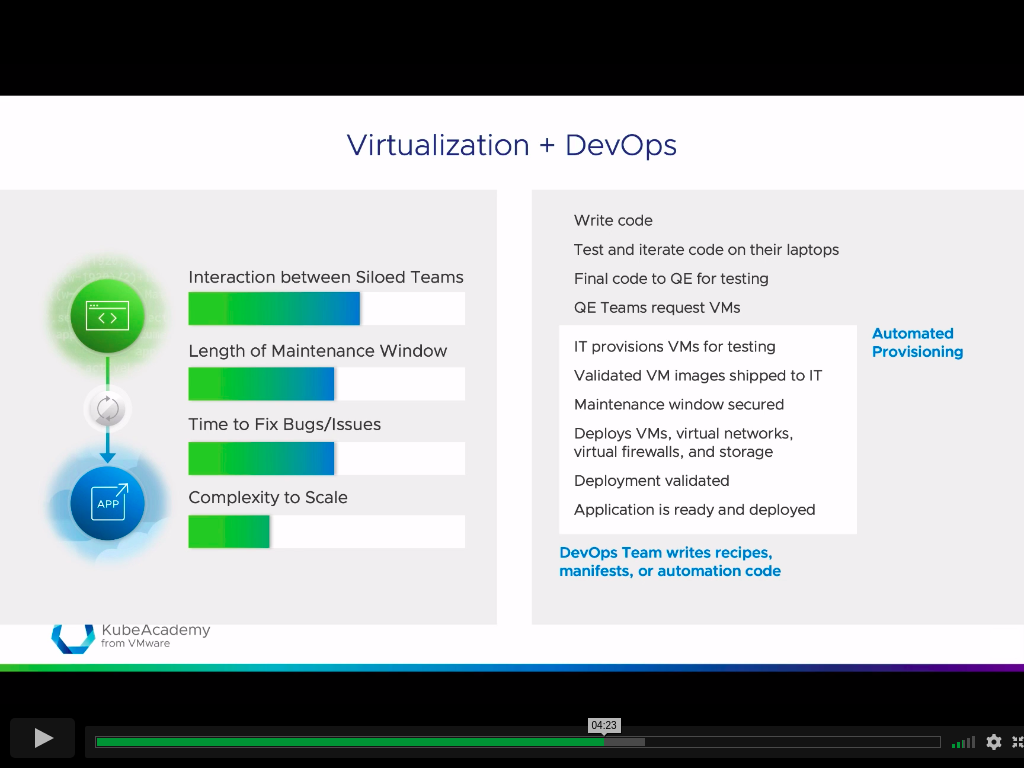 Virtualization + DevOps
Interaction between Siloed Teams
Length of Maintenance Window
Time to Fix Bugs/Issues
Complexity to Scale
APP
Write code
Test and iterate code on their laptops
Final code to QE for testing
QE Teams request VMs
IT provisions VMs for testing
Validated VM images shipped to IT
Maintenance window secured
Deploys VMs, virtual networks,
virtual firewalls, and storage
Deployment validated
Application is ready and deployed
Automated
Provisioning
DevOps Team writes recipes,
manifests, or automation code
KubeAcademy
from VMware
04:23